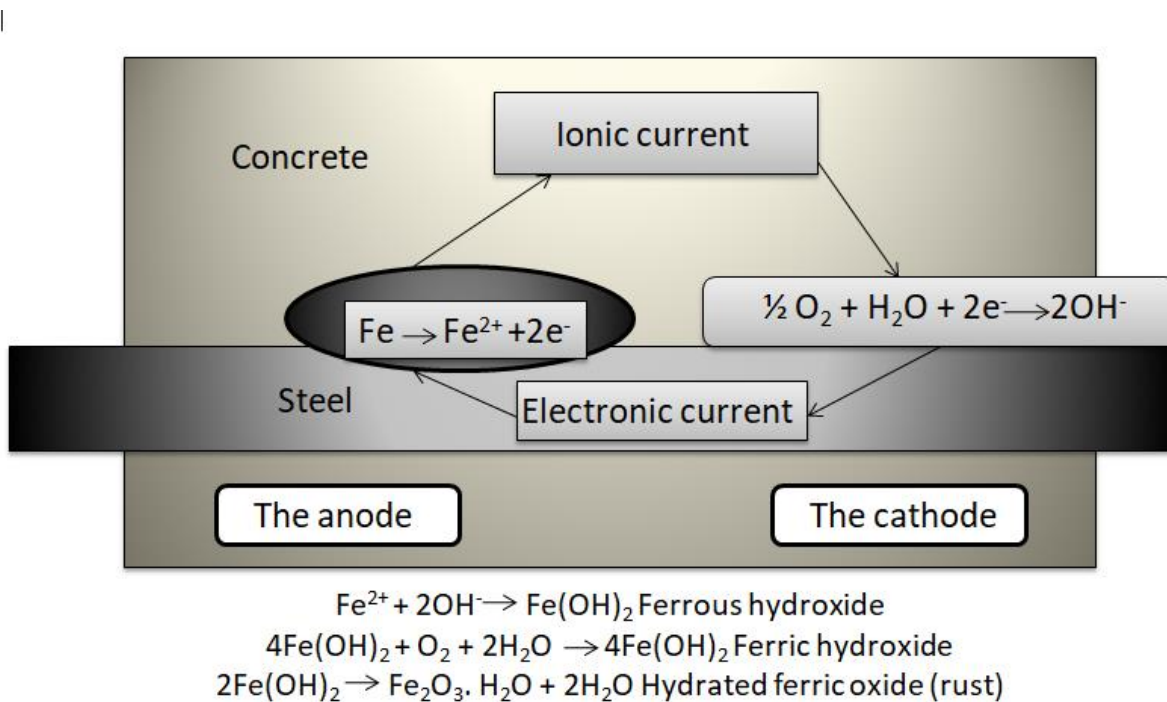 Ionic current
Concrete
½ O₂ + H₂O + 2e⁻→2OH⁻
Fe → Fe²⁺ +2e⁻
Steel
Electronic current
The anode
The cathode
Fe²⁺ + 2OH⁻→ Fe(OH)₂ Ferrous hydroxide
4Fe(OH)₂ + O₂ + 2H₂O → 4Fe(OH)₂ Ferric hydroxide
2Fe(OH)₂ → Fe₂O₃. H₂O + 2H₂O Hydrated ferric oxide (rust)